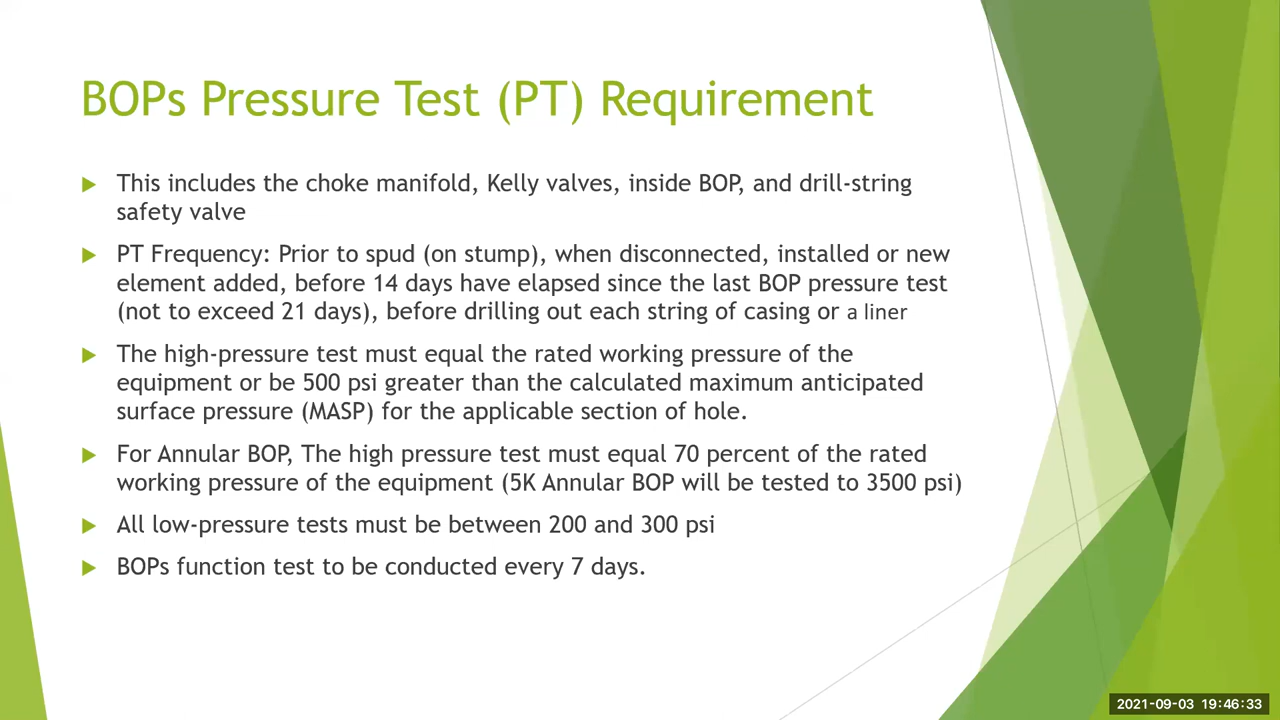 BOPs Pressure Test (PT) Requirement
This includes the choke manifold, Kelly valves, inside BOP, and drill-string
safety valve
PT Frequency: Prior to spud (on stump), when disconnected, installed or new
element added, before 14 days have elapsed since the last BOP pressure test
(not to exceed 21 days), before drilling out each string of casing or a liner
The high-pressure test must equal the rated working pressure of the
equipment or be 500 psi greater than the calculated maximum anticipated
surface pressure (MASP) for the applicable section of hole.
For Annular BOP, The high pressure test must equal 70 percent of the rated
working pressure of the equipment (5K Annular BOP will be tested to 3500 psi)
All low-pressure tests must be between 200 and 300 psi
BOPs function test to be conducted every 7 days.
2021-09-03 19:46:33